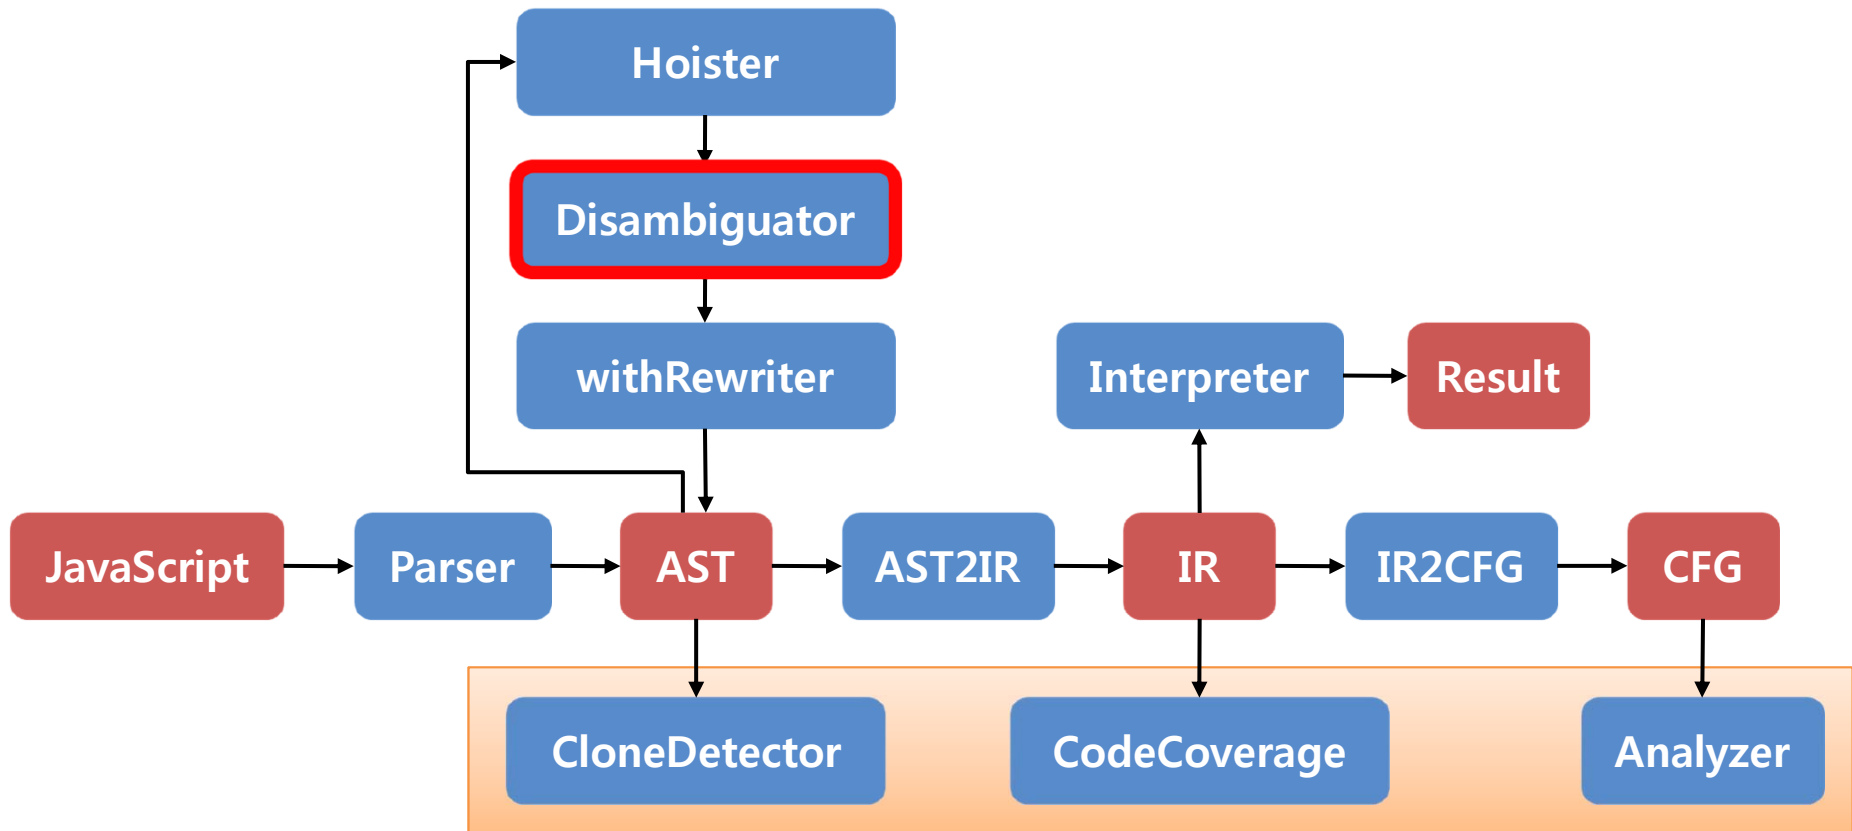 Hoister
Disambiguator
withRewriter
Interpreter
Result
JavaScript
Parser
AST
AST2IR
IR
IR2CFG
CFG
CloneDetector
CodeCoverage
Analyzer